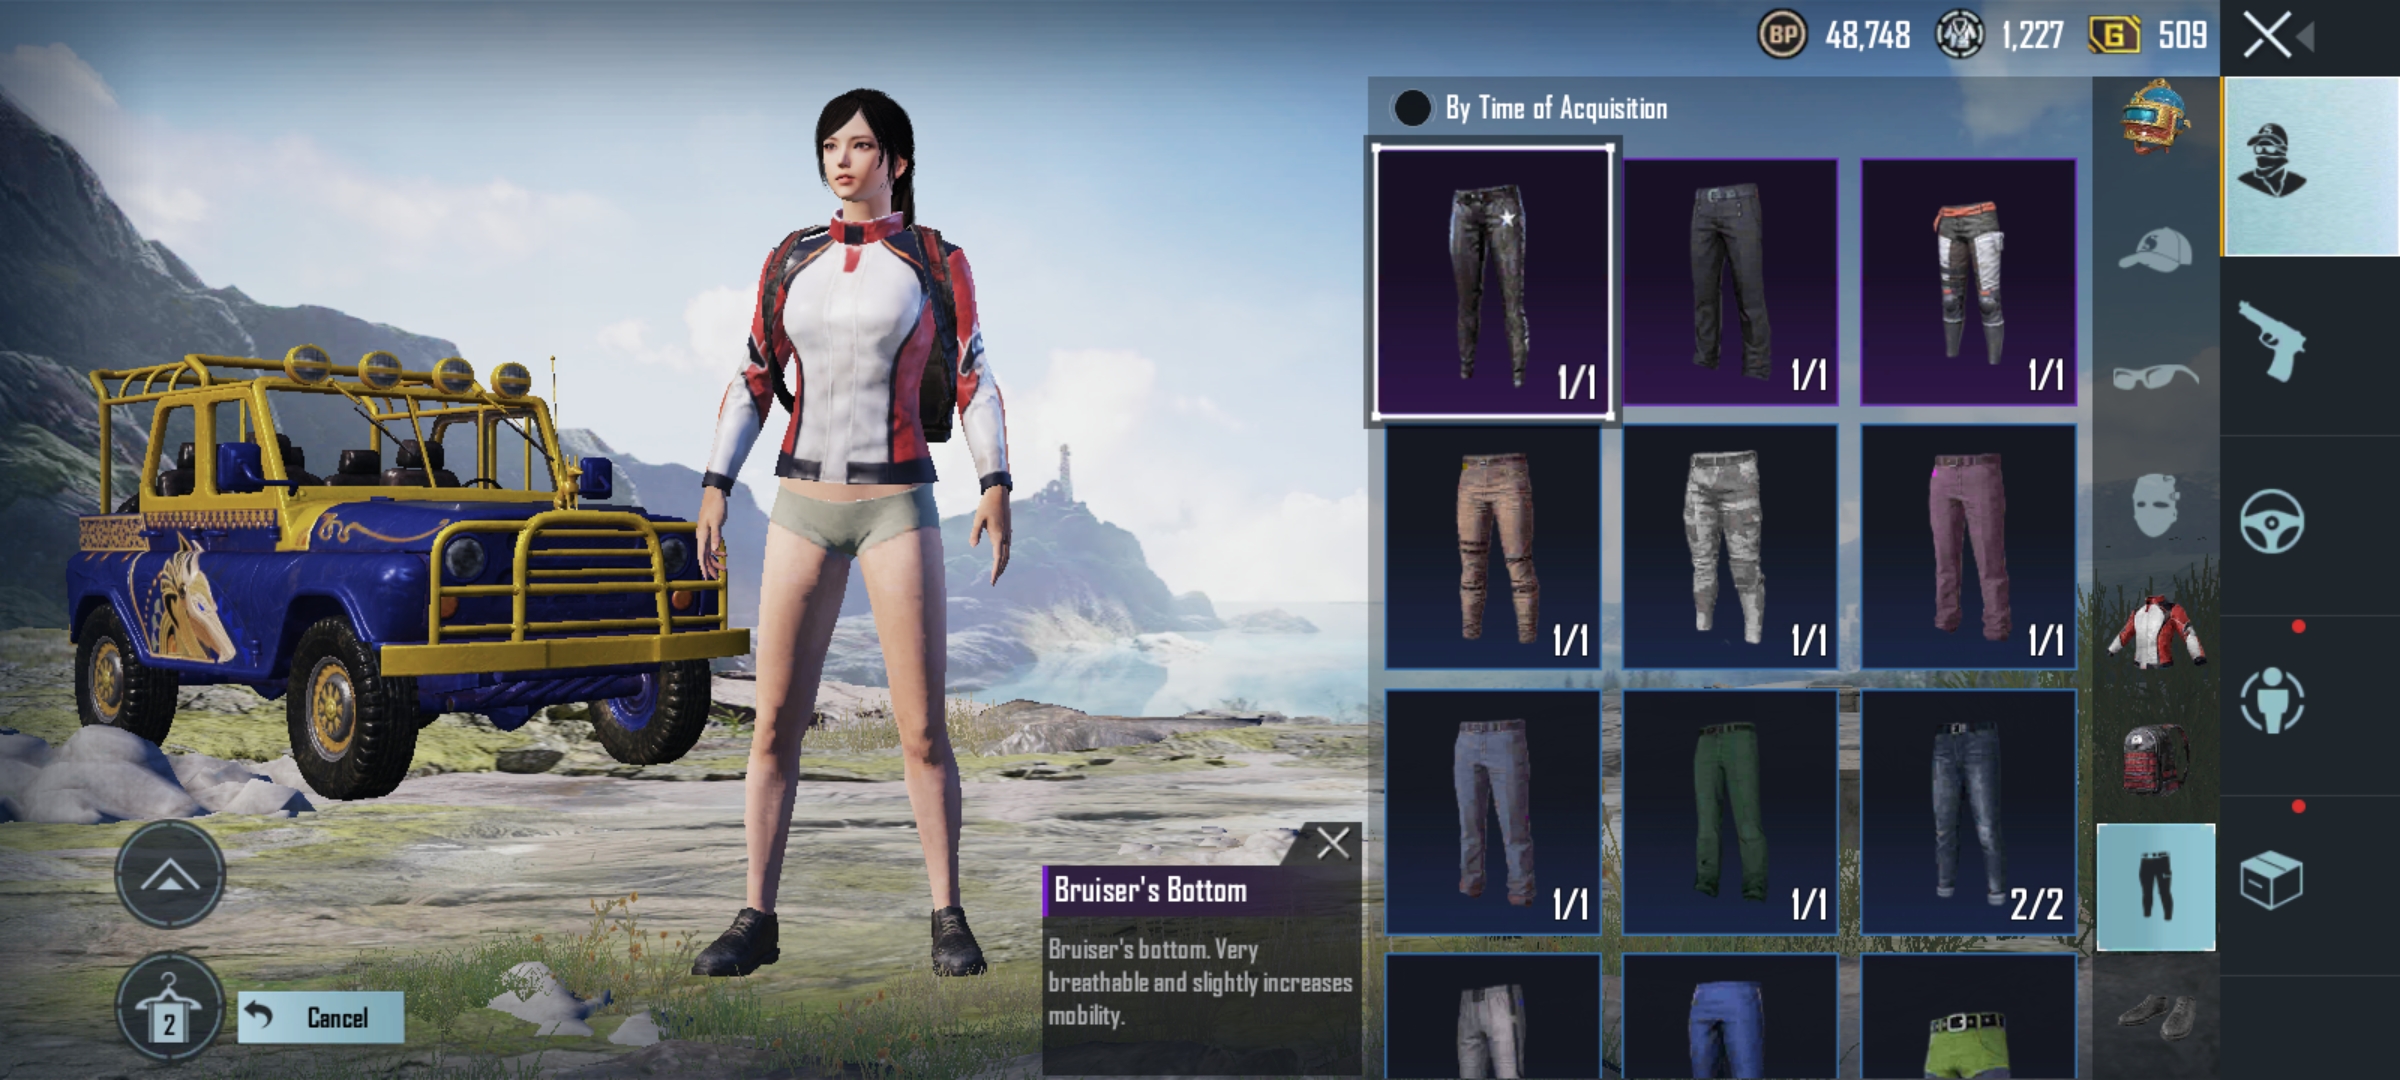 BP 48,748 1,227 G 509
By Time of Acquisition
1/1
1/1
1/1
1/1
1/1
1/1
1/1
1/1
2/2
Bruiser's Bottom
Bruiser's bottom. Very
breathable and slightly increases
mobility.
2
Cancel